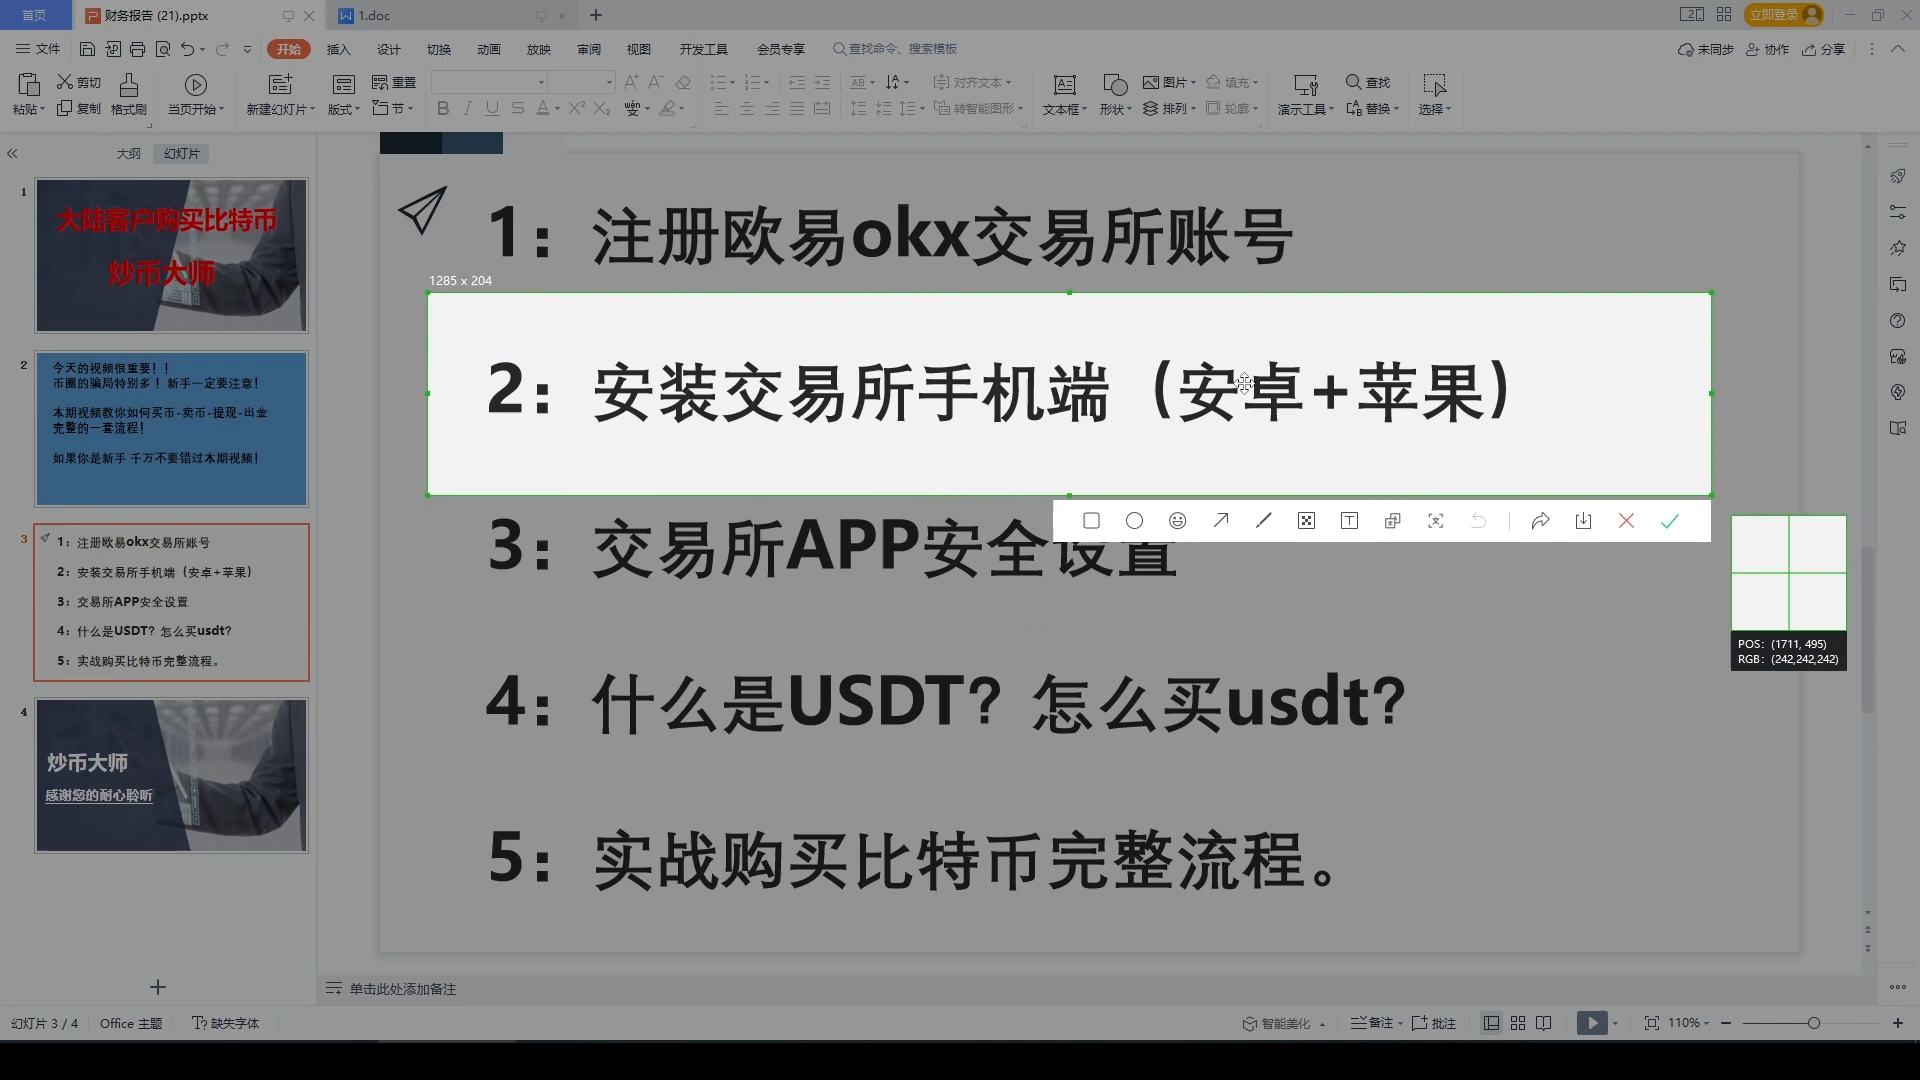 首页
财务报告 (21).pptx
1.doc
立即登录
文件
开始
插入
设计
切换
动画
放映
审阅
视图
开发工具
会员专享
查找命令、搜索模板
未同步
协作
分享
粘贴
剪切
复制
格式刷
当页开始
新建幻灯片
版式
重置
节
对齐文本
转智能图形
文本框
形状
图片
排列
填充
轮廓
演示工具
查找
替换
选择
大纲
幻灯片
1
大陆客户购买比特币
炒币大师
2
今天的视频很重要！！
币圈的骗局特别多！新手一定要注意！
本期视频教你如何买币-卖币-提现-出金
完整的一套流程！
如果你是新手 千万不要错过本期视频！
3
1：注册欧易okx交易所账号
2：安装交易所手机端（安卓+苹果）
3：交易所APP安全设置
4：什么是USDT？怎么买usdt？
5：实战购买比特币完整流程。
4
炒币大师
感谢您的耐心聆听
1：注册欧易okx交易所账号
1285 x 204
2：安装交易所手机端（安卓+苹果）
3：交易所APP安全设置
4：什么是USDT？怎么买usdt？
5：实战购买比特币完整流程。
POS: (1711, 495)
RGB: (242,242,242)
单击此处添加备注
幻灯片 3 / 4
Office 主题
缺失字体
智能美化
备注
批注
110%